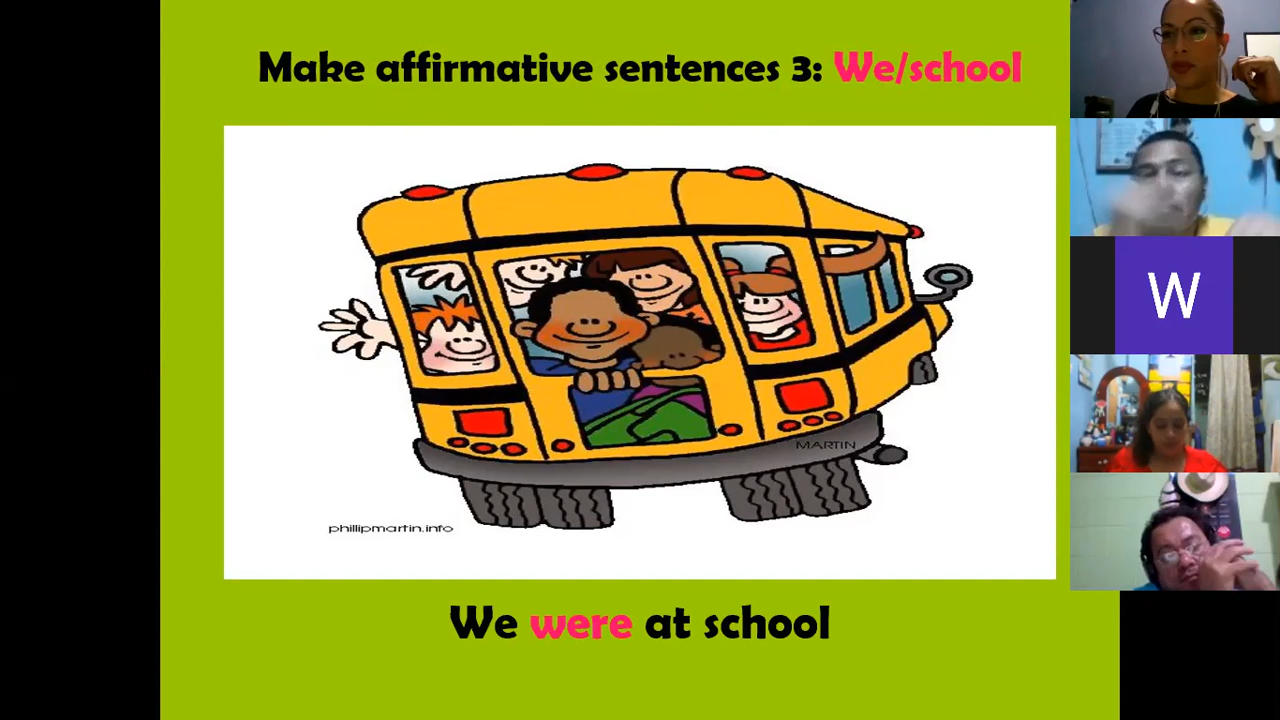 Make affirmative sentences 3: We/school
W
MARTIN
phillipmartin.info
We were at school